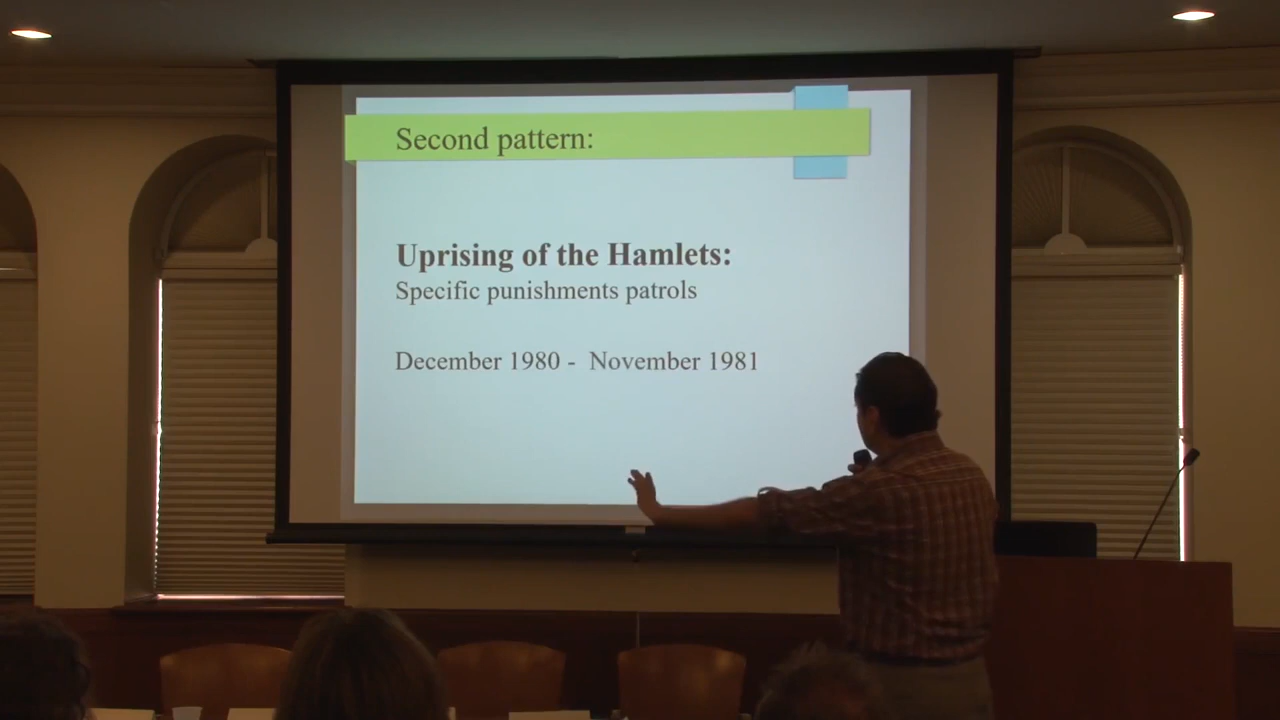 Second pattern:
Uprising of the Hamlets:
Specific punishments patrols
December 1980 - November 1981